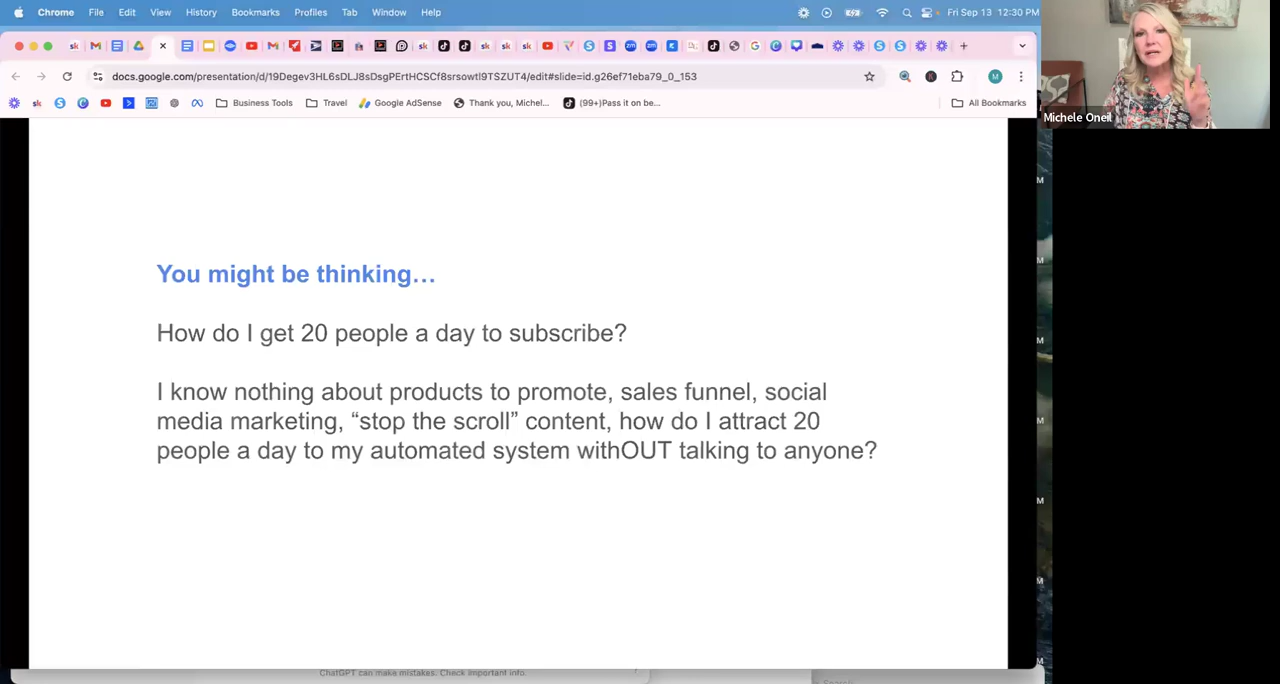 Chrome File Edit View History Bookmarks Profiles Tab Window Help Fri Sep 13 12:30 PM
docs.google.com/presentation/d/19Degev3HL6sDLJ8sDsgPErtHCSCf8srsowtl9TSZUT4/edit#slide=id.g26ef71eba79_0_153
Business Tools Travel Google AdSense Thank you, Michel... (99+)Pass it on be... All Bookmarks
Michele Oneil
You might be thinking…
How do I get 20 people a day to subscribe?
I know nothing about products to promote, sales funnel, social
media marketing, “stop the scroll” content, how do I attract 20
people a day to my automated system withOUT talking to anyone?
ChatGPT can make mistakes. Check important info.
Search